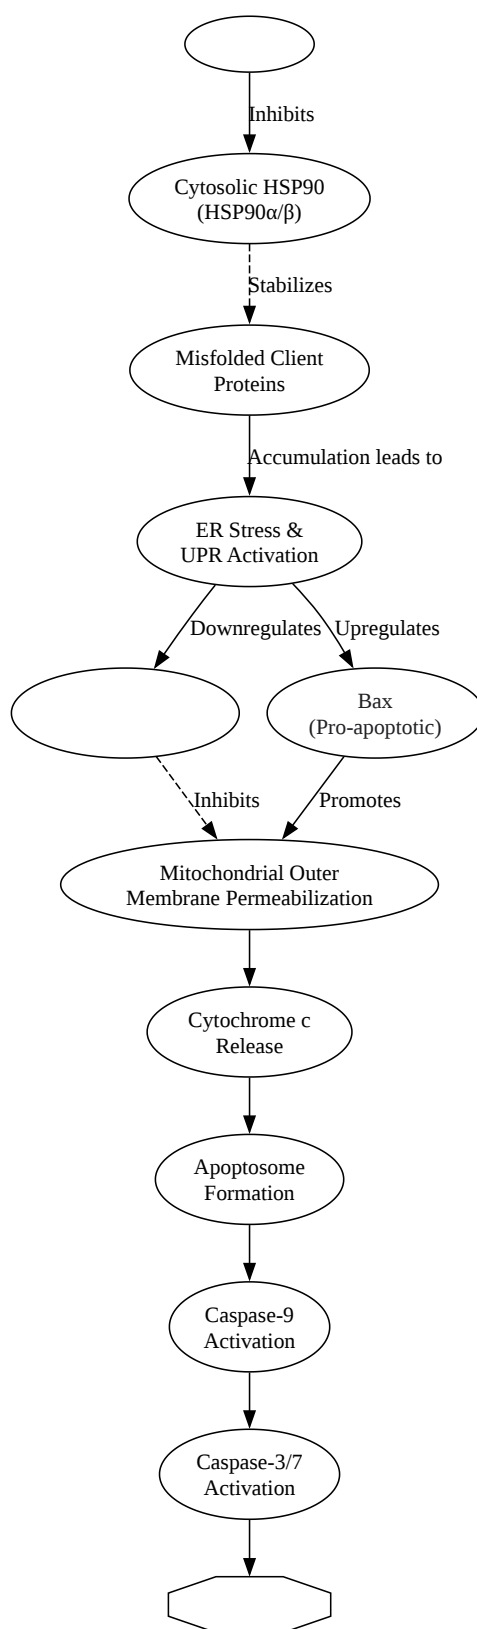 Inhibits
Cytosolic HSP90
(HSP90α/β)
Stabilizes
Misfolded Client
Proteins
Accumulation leads to
ER Stress &
UPR Activation
Downregulates
Upregulates
Bax
(Pro-apoptotic)
Inhibits
Promotes
Mitochondrial Outer
Membrane Permeabilization
Cytochrome c
Release
Apoptosome
Formation
Caspase-9
Activation
Caspase-3/7
Activation